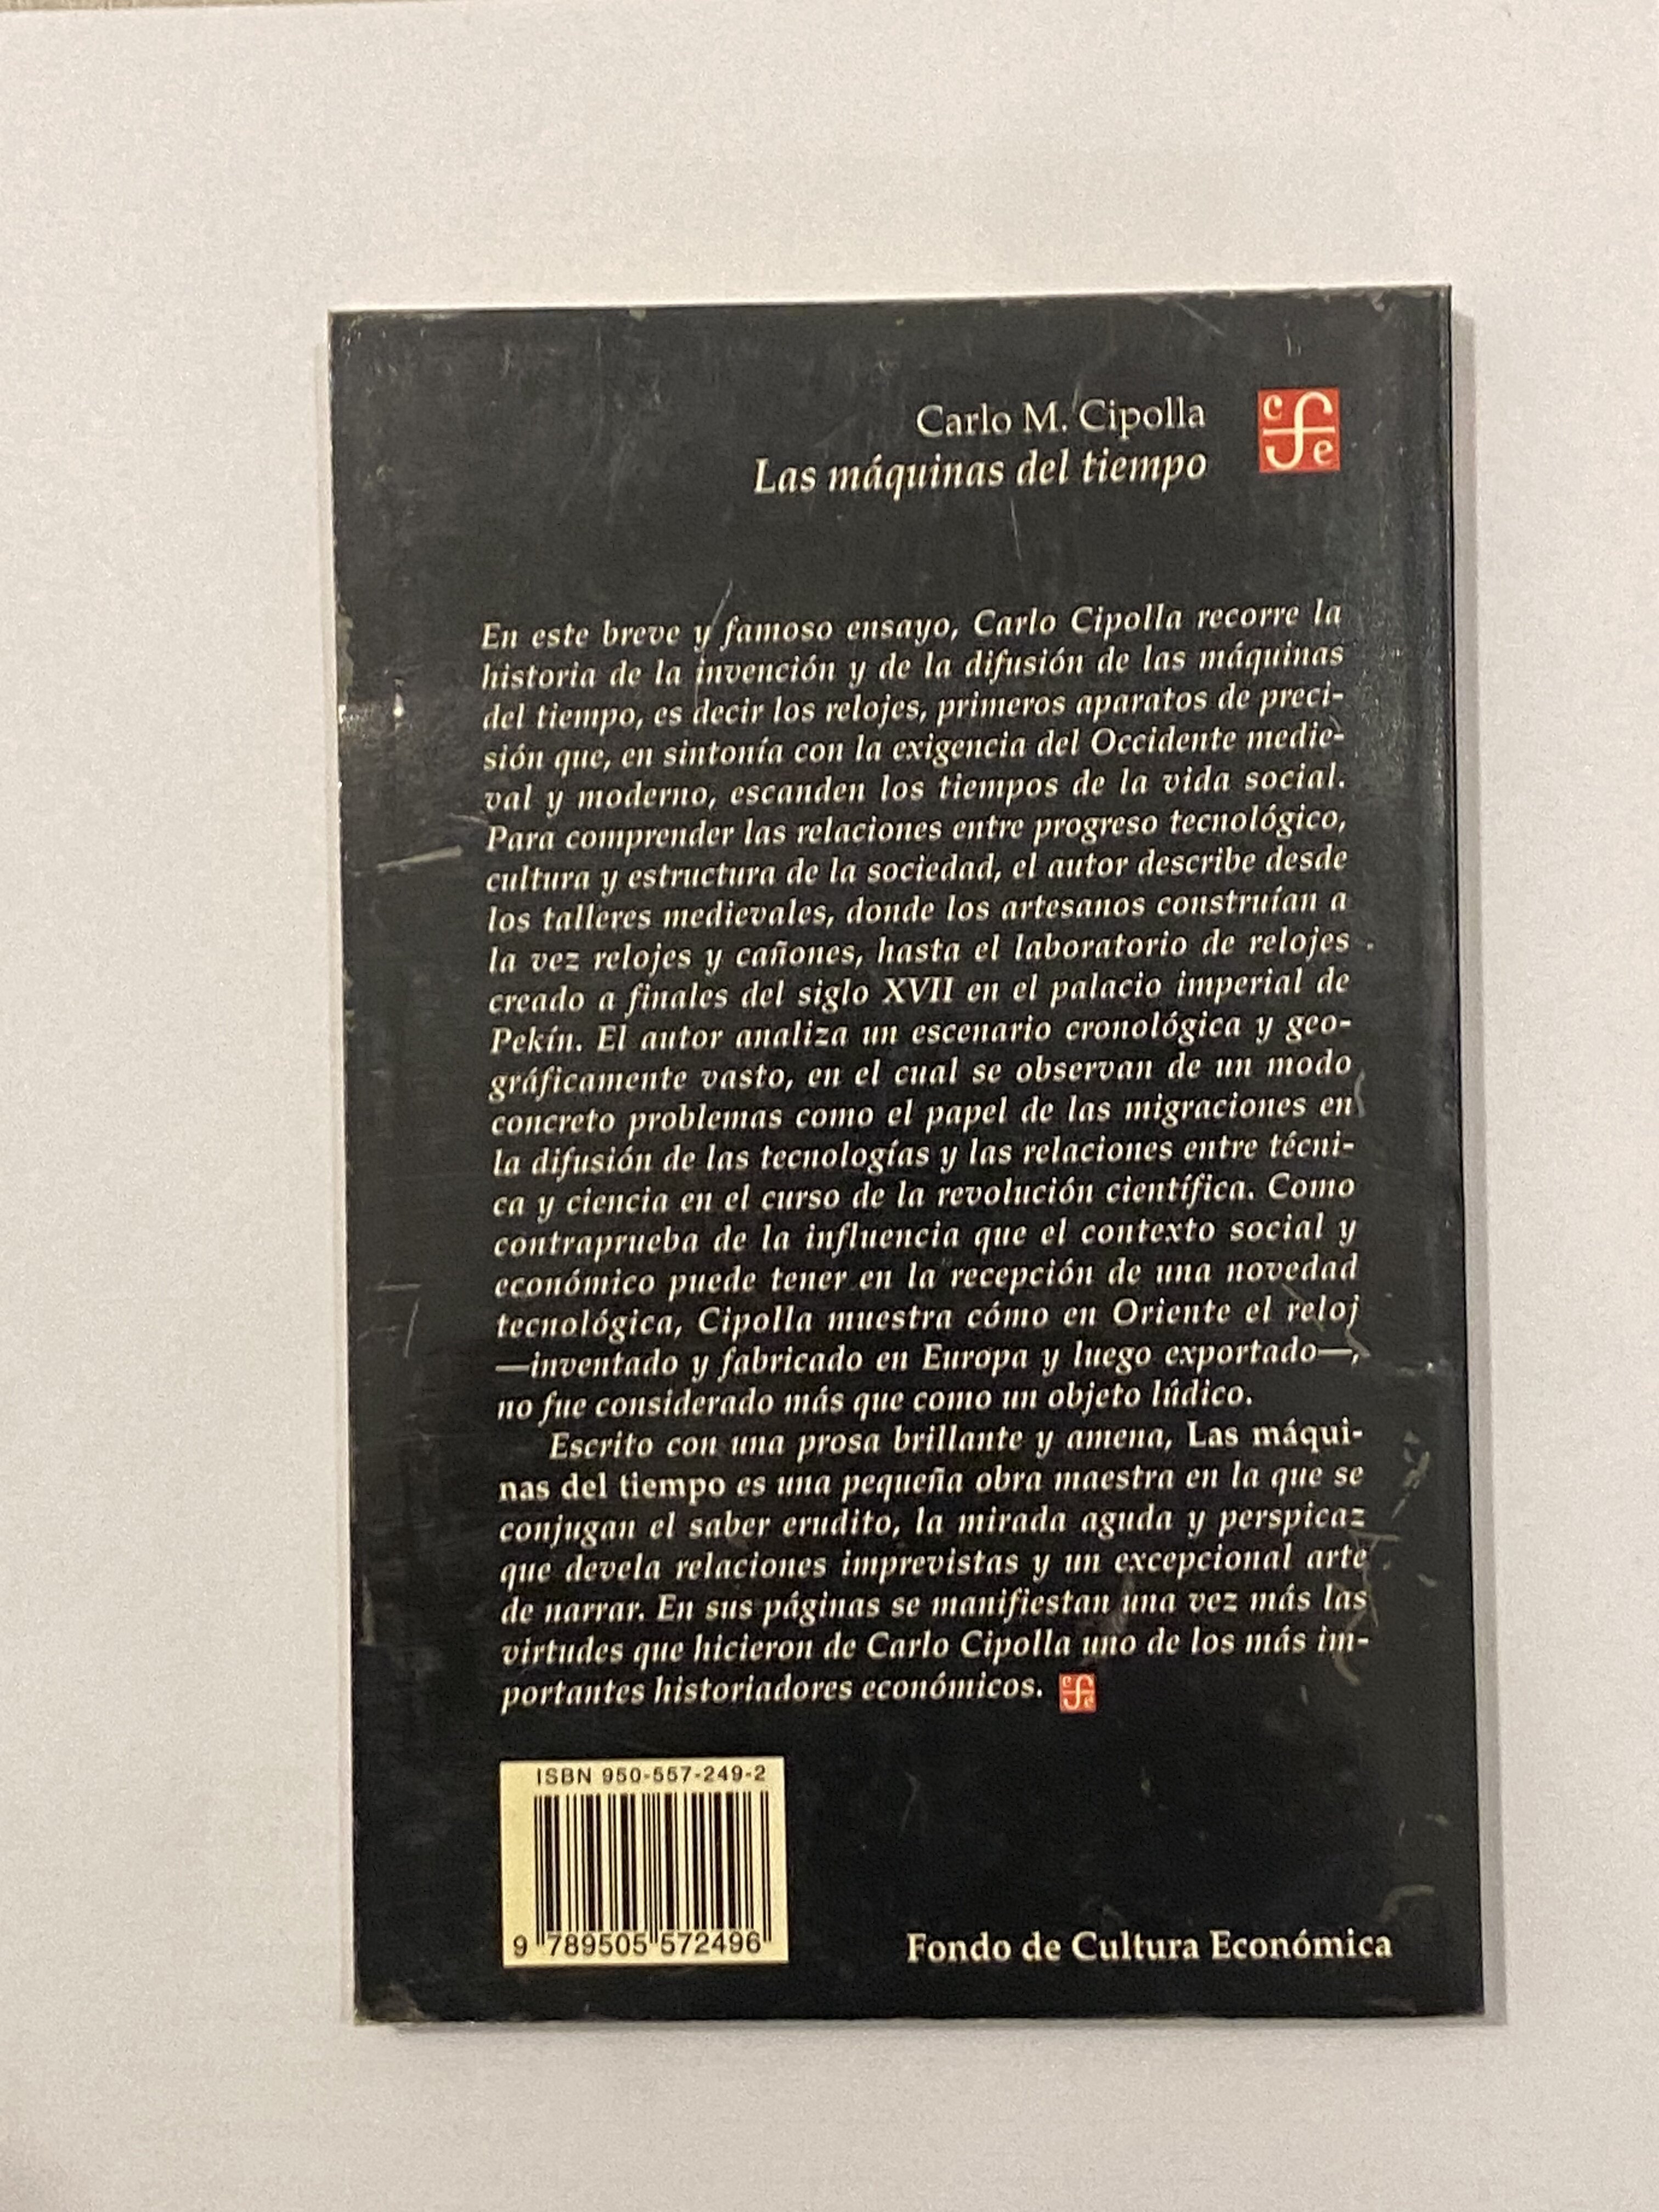 Carlo M. Cipolla
Las máquinas del tiempo
c f e
En este breve y famoso ensayo, Carlo Cipolla recorre la
historia de la invención y de la difusión de las máquinas
del tiempo, es decir los relojes, primeros aparatos de preci-
sión que, en sintonía con la exigencia del Occidente medie-
val y moderno, escanden los tiempos de la vida social.
Para comprender las relaciones entre progreso tecnológico,
cultura y estructura de la sociedad, el autor describe desde
los talleres medievales, donde los artesanos construían a
la vez relojes y cañones, hasta el laboratorio de relojes
creado a finales del siglo XVII en el palacio imperial de
Pekín. El autor analiza un escenario cronológica y geo-
gráficamente vasto, en el cual se observan de un modo
concreto problemas como el papel de las migraciones en
la difusión de las tecnologías y las relaciones entre técni-
ca y ciencia en el curso de la revolución científica. Como
contraprueba de la influencia que el contexto social y
económico puede tener en la recepción de una novedad
tecnológica, Cipolla muestra cómo en Oriente el reloj
—inventado y fabricado en Europa y luego exportado—,
no fue considerado más que como un objeto lúdico.
Escrito con una prosa brillante y amena, Las máqui-
nas del tiempo es una pequeña obra maestra en la que se
conjugan el saber erudito, la mirada aguda y perspicaz
que devela relaciones imprevistas y un excepcional arte
de narrar. En sus páginas se manifiestan una vez más las
virtudes que hicieron de Carlo Cipolla uno de los más im-
portantes historiadores económicos. c f e
ISBN 950-557-249-2
9 789505 572496
Fondo de Cultura Económica